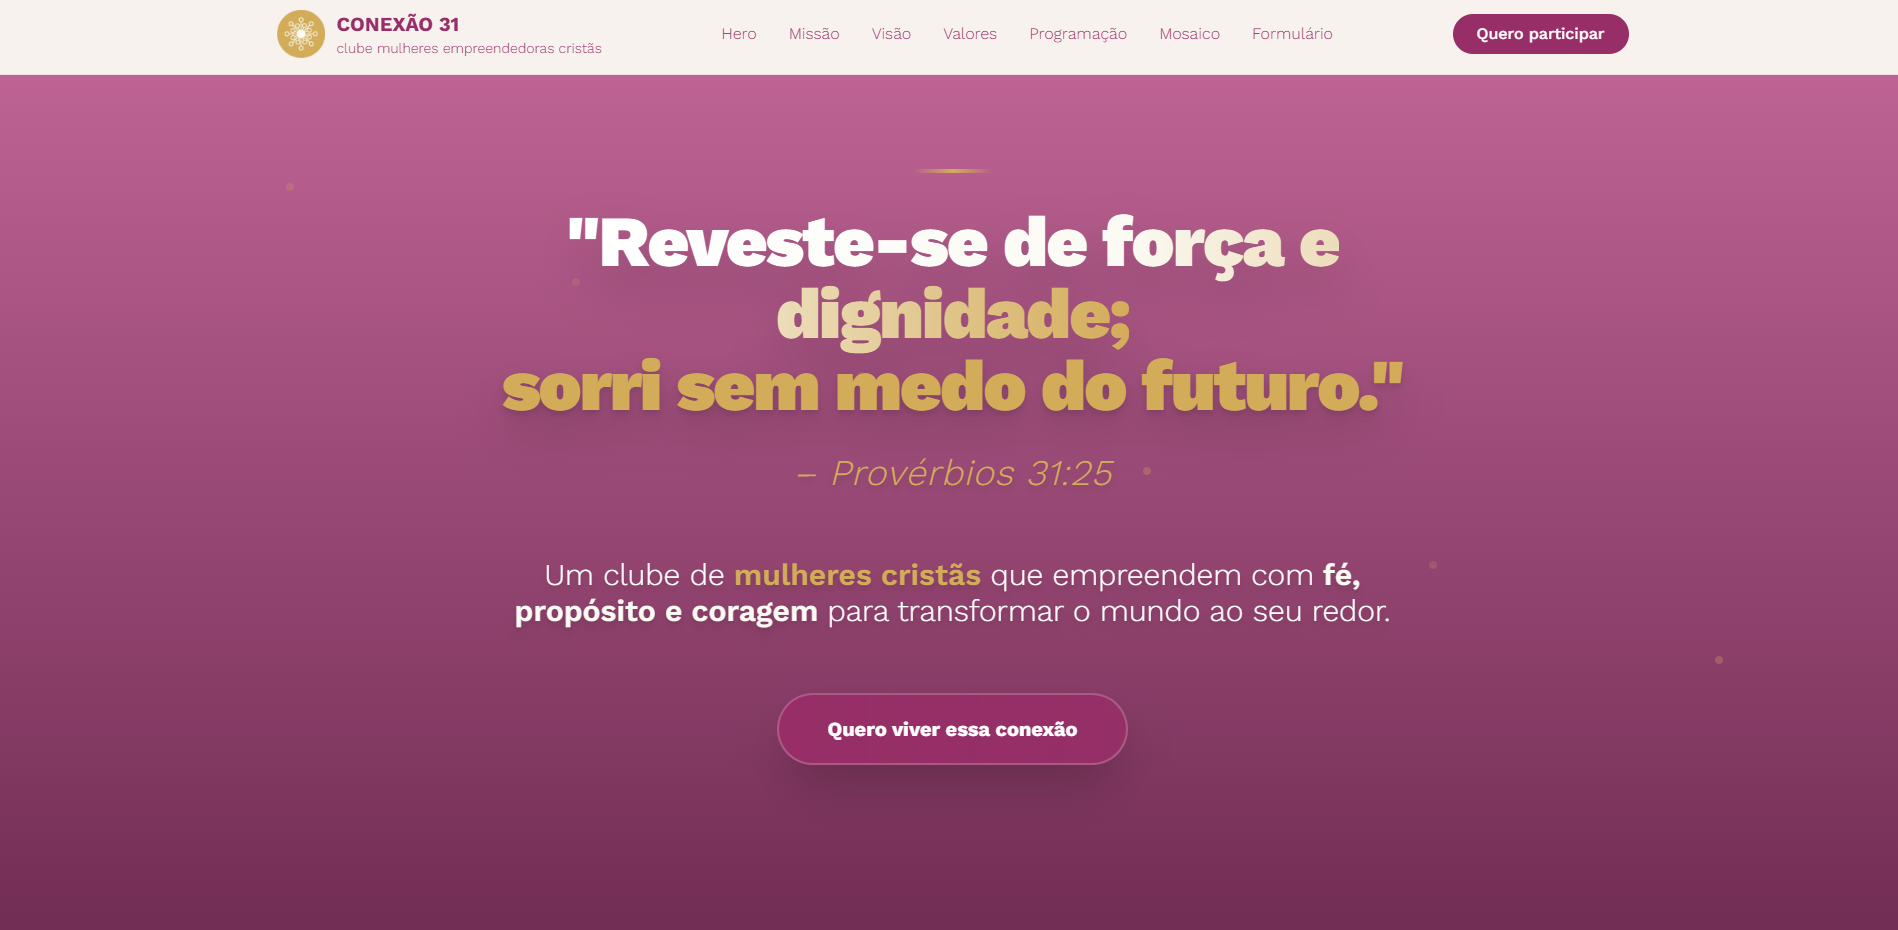 CONEXÃO 31
clube mulheres empreendedoras cristãs
Hero Missão Visão Valores Programação Mosaico Formulário
Quero participar
"Reveste-se de força e
dignidade;
sorri sem medo do futuro."
– Provérbios 31:25
Um clube de mulheres cristãs que empreendem com fé,
propósito e coragem para transformar o mundo ao seu redor.
Quero viver essa conexão